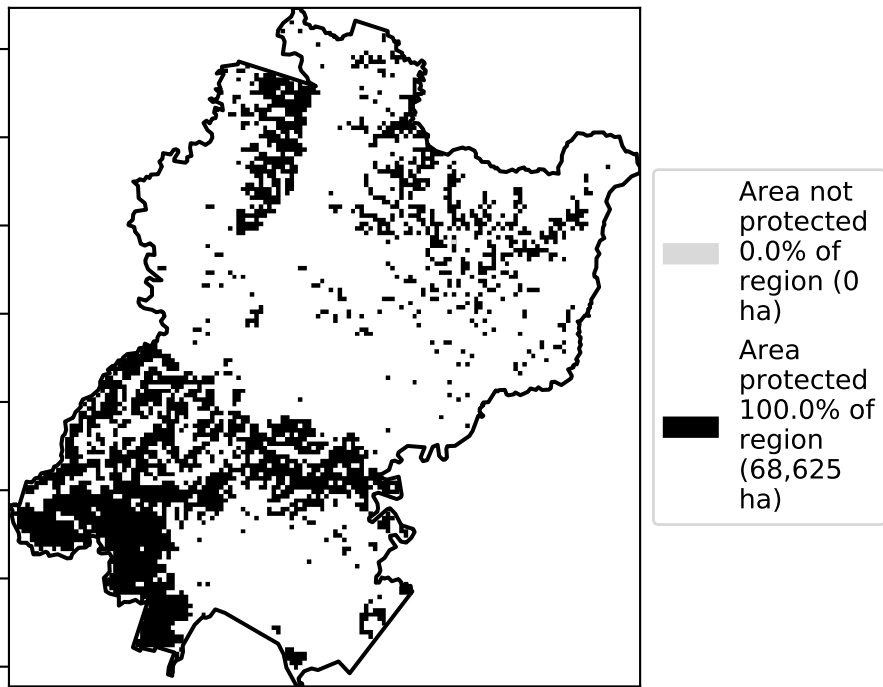 Area not
protected
0.0% of
region (0
ha)
Area
protected
100.0% of
region
(68,625
ha)